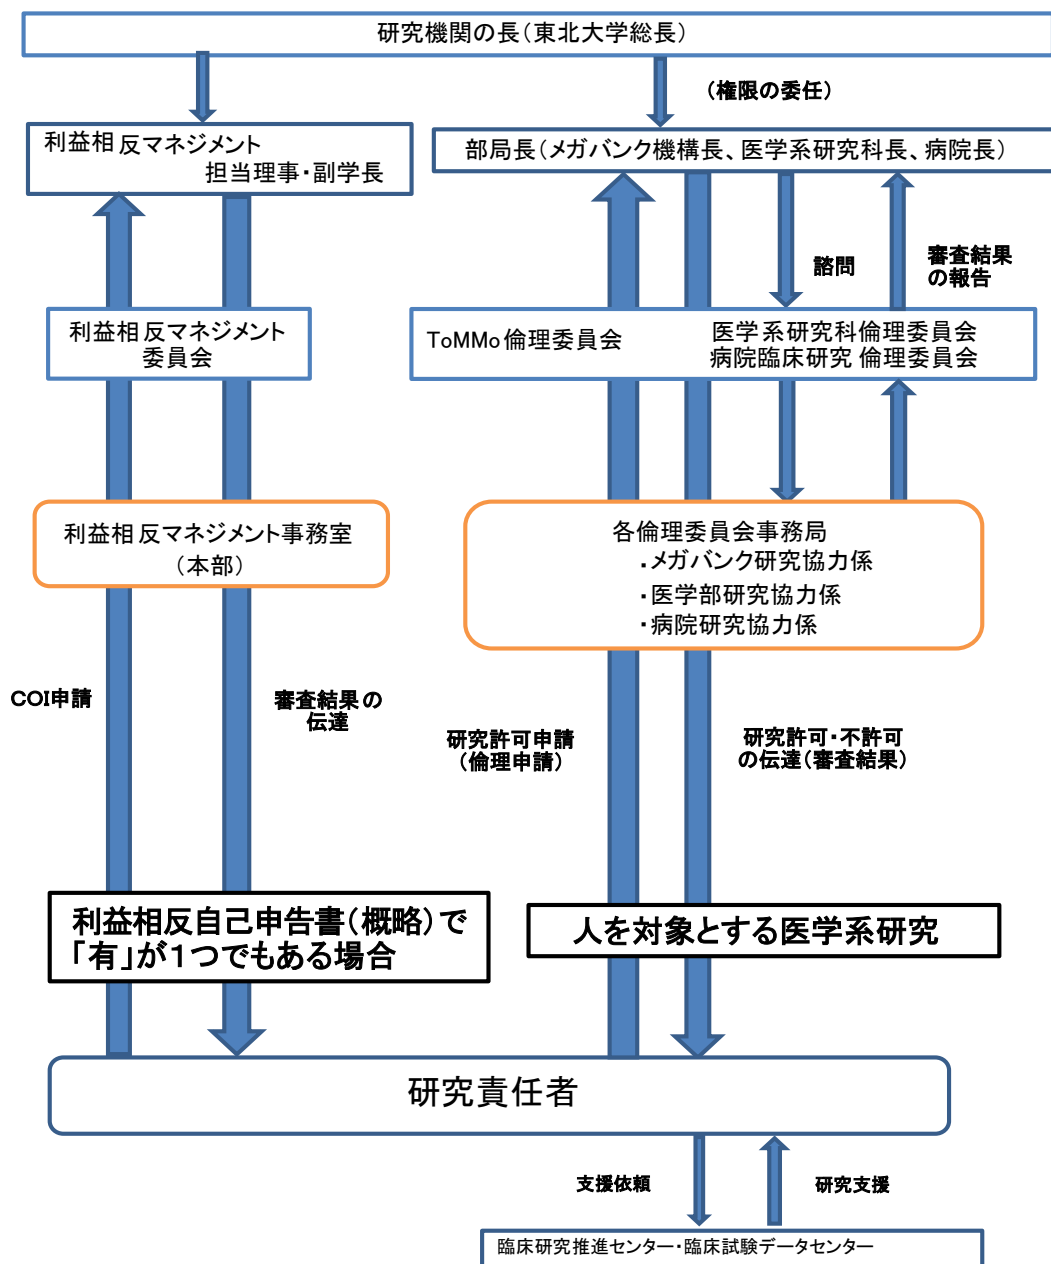 研究機関の長(東北大学総長)
(権限の委任)
利益相反マネジメント
担当理事・副学長
部局長(メガバンク機構長、医学系研究科長、病院長)
諮問
審査結果
の報告
利益相反マネジメント
委員会
ToMMo倫理委員会
医学系研究科倫理委員会
病院臨床研究倫理委員会
利益相反マネジメント事務室
(本部)
各倫理委員会事務局
・メガバンク研究協力係
・医学部研究協力係
・病院研究協力係
COI申請
審査結果の
伝達
研究許可申請
(倫理申請)
研究許可・不許可
の伝達(審査結果)
利益相反自己申告書(概略)で
「有」が1つでもある場合
人を対象とする医学系研究
研究責任者
支援依頼
研究支援
臨床研究推進センター・臨床試験データセンター